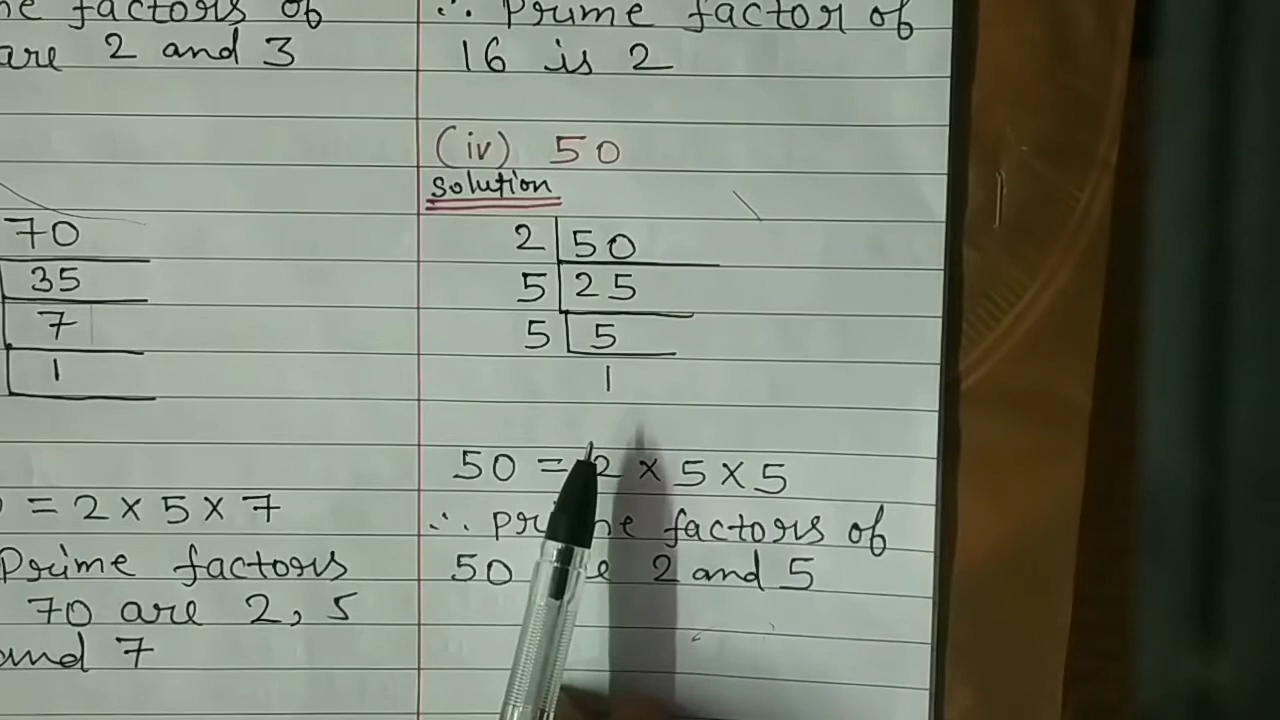 factors of
are 2 and 3
70
35
7
1
= 2 × 5 × 7
Prime factors
70 are 2, 5
and 7
∴ Prime factor of
16 is 2
(iv) 50
Solution
2 50
5 25
5 5
1
50 = 2 × 5 × 5
∴ factors of
50 2 and 5